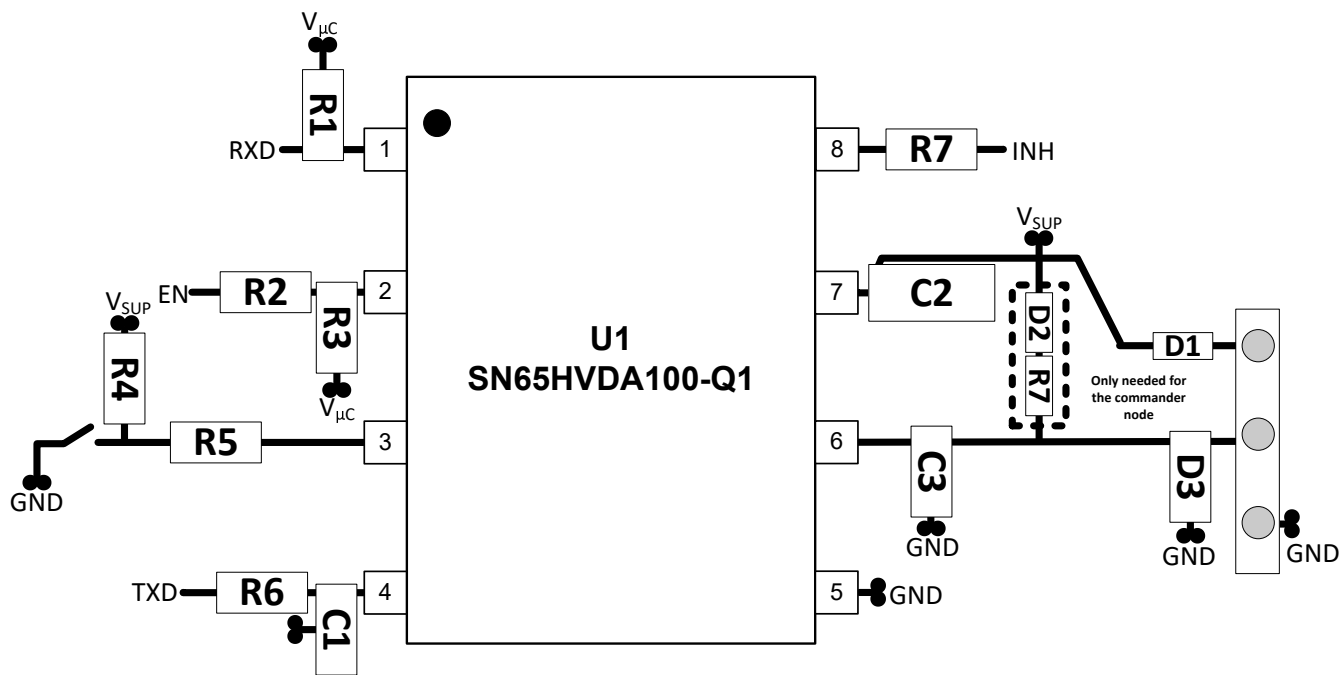 VµC
R1
RXD
1
8
R7
INH
VSUP
EN
R2
2
R3
VµC
7
C2
D2
R7
D1
Only needed for
the commander
node
U1
SN65HVDA100-Q1
VSUP
R4
R5
3
GND
6
C3
GND
D3
GND
GND
TXD
R6
4
C1
5
GND